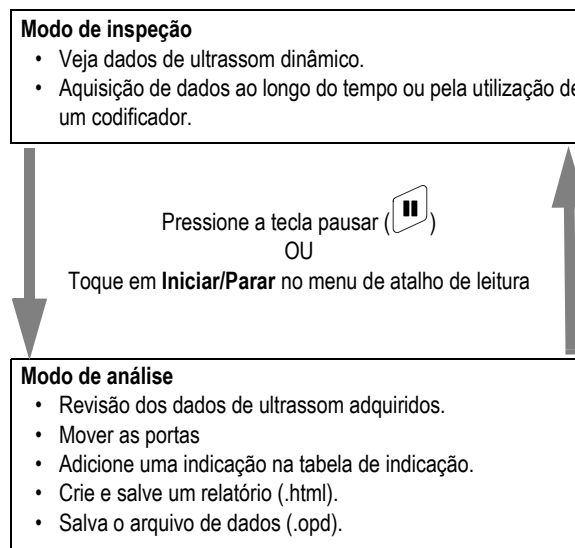 Modo de inspeção
• Veja dados de ultrassom dinâmico.
• Aquisição de dados ao longo do tempo ou pela utilização de
um codificador.
Pressione a tecla pausar ( )
OU
Toque em Iniciar/Parar no menu de atalho de leitura
Modo de análise
• Revisão dos dados de ultrassom adquiridos.
• Mover as portas
• Adicione uma indicação na tabela de indicação.
• Crie e salve um relatório (.html).
• Salva o arquivo de dados (.opd).